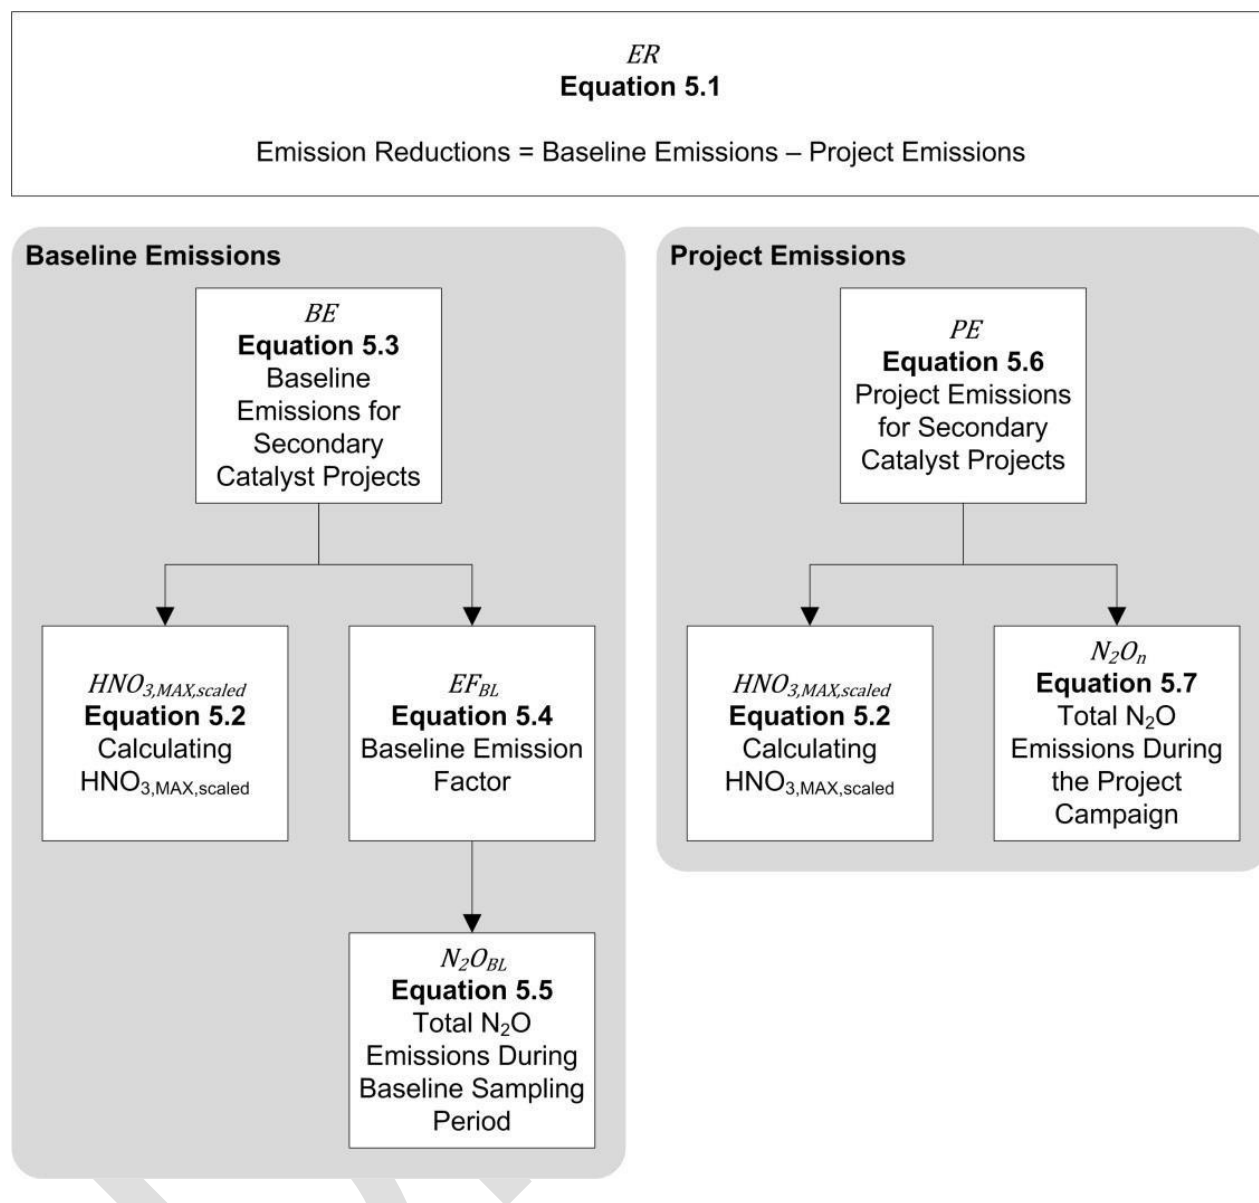 ER
Equation 5.1
Emission Reductions = Baseline Emissions – Project Emissions
Baseline Emissions
BE
Equation 5.3
Baseline
Emissions for
Secondary
Catalyst Projects
HNO₃,MAX,scaled
Equation 5.2
Calculating
HNO₃,MAX,scaled
EF_BL
Equation 5.4
Baseline Emission
Factor
N₂O_BL
Equation 5.5
Total N₂O
Emissions During
Baseline Sampling
Period
Project Emissions
PE
Equation 5.6
Project Emissions
for Secondary
Catalyst Projects
HNO₃,MAX,scaled
Equation 5.2
Calculating
HNO₃,MAX,scaled
N₂Oₙ
Equation 5.7
Total N₂O
Emissions During
the Project
Campaign